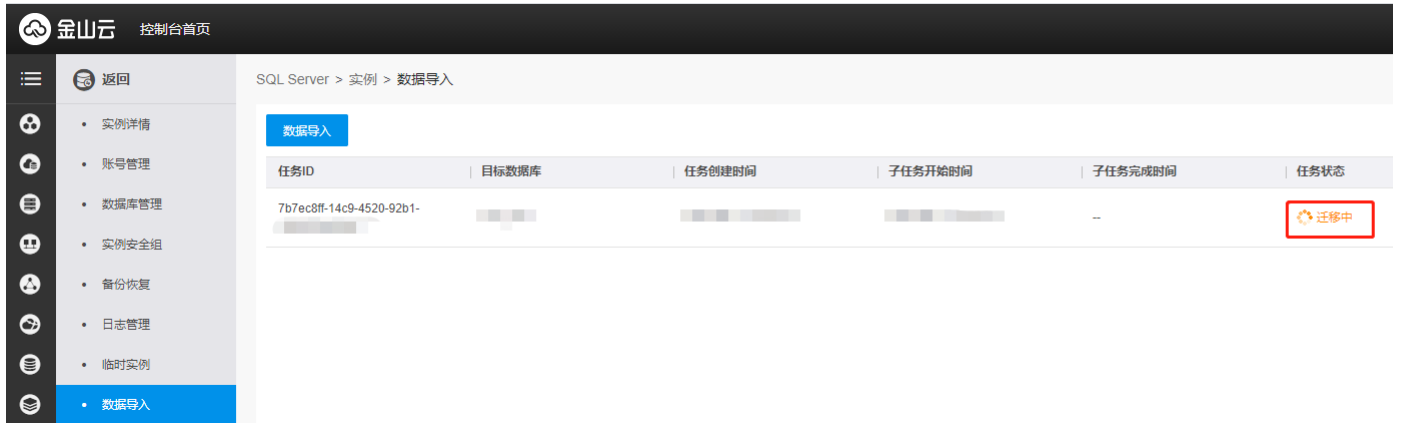 金山云 控制台首页
返回
SQL Server > 实例 > 数据导入
实例详情
账号管理
数据库管理
实例安全组
备份恢复
日志管理
临时实例
数据导入
数据导入
任务ID 目标数据库 任务创建时间 子任务开始时间 子任务完成时间 任务状态
7b7ec8ff-14c9-4520-92b1- -- 迁移中